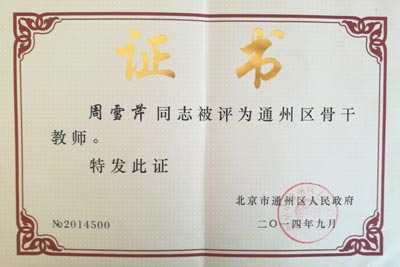 证书
周雪芹同志被评为通州区骨干
教师。
特发此证
北京市通州区人民政府
二〇一四年九月
№2014500